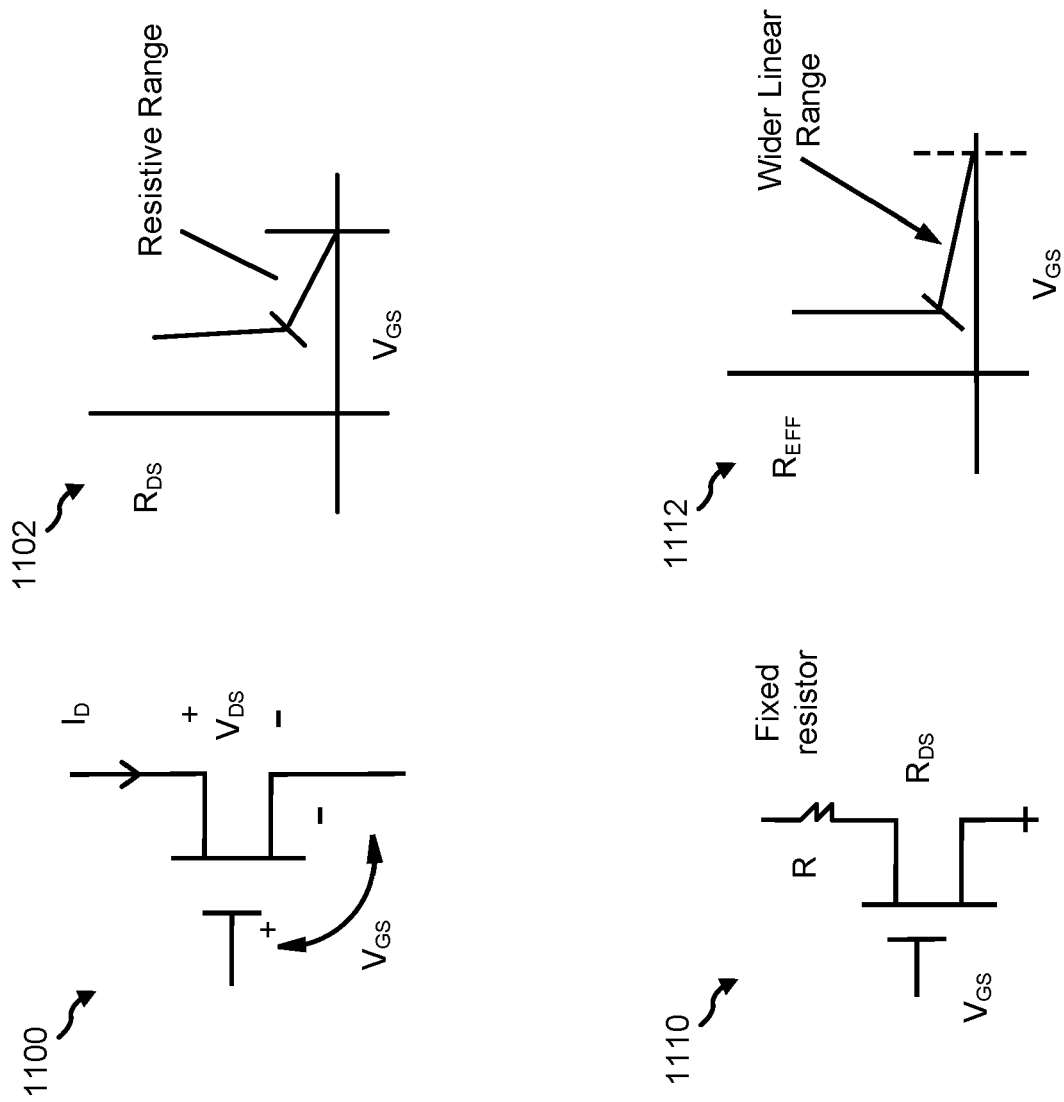 1100
I_D
+
V_DS
−
−
+
V_GS
1102
R_DS
Resistive Range
V_GS
1110
Fixed
resistor
R
R_DS
V_GS
1112
R_EFF
Wider Linear
Range
V_GS